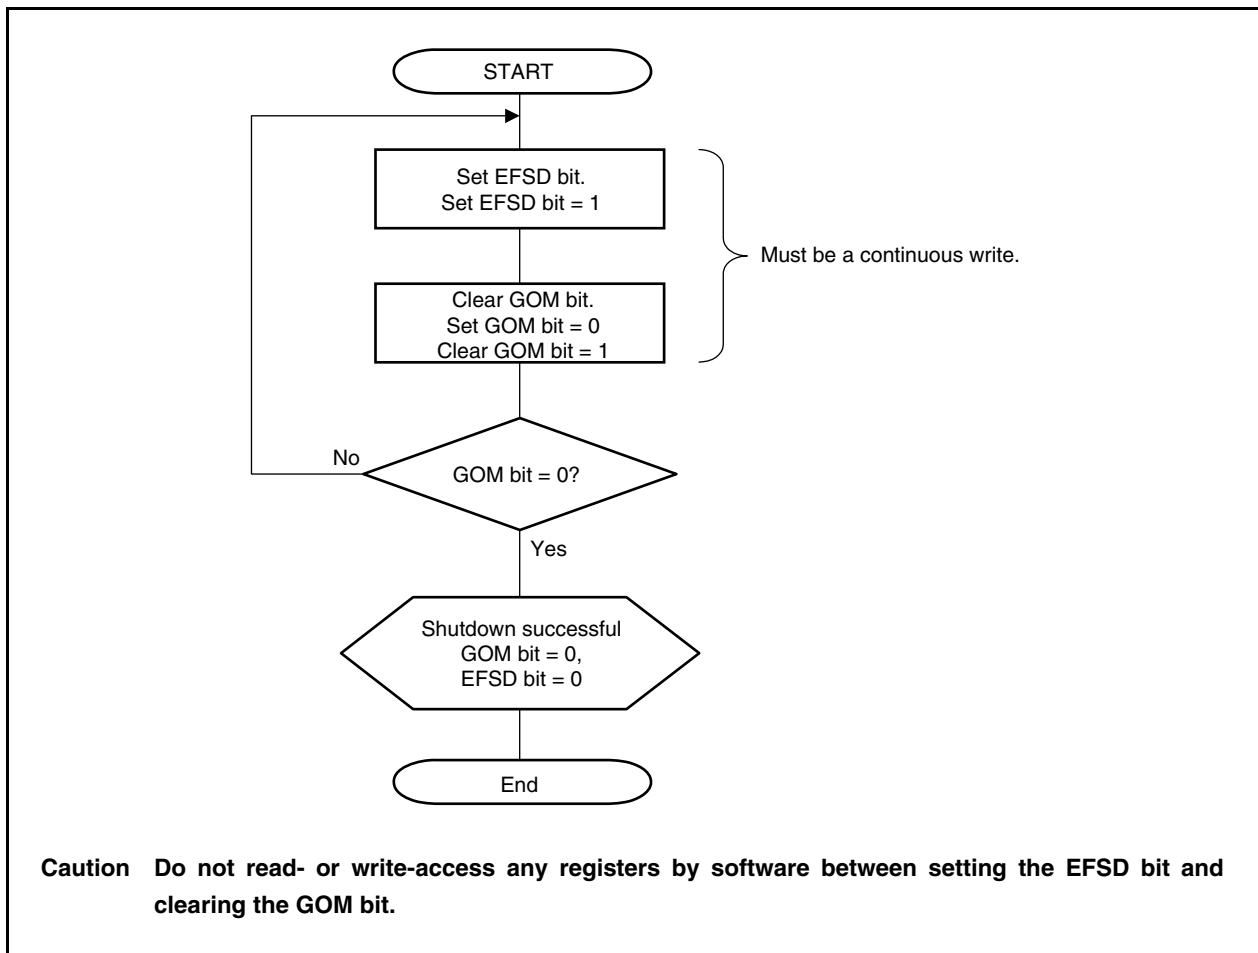 START
Set EFSD bit.
Set EFSD bit = 1
Must be a continuous write.
Clear GOM bit.
Set GOM bit = 0
Clear GOM bit = 1
No
GOM bit = 0?
Yes
Shutdown successful
GOM bit = 0,
EFSD bit = 0
End
Caution Do not read- or write-access any registers by software between setting the EFSD bit and
clearing the GOM bit.